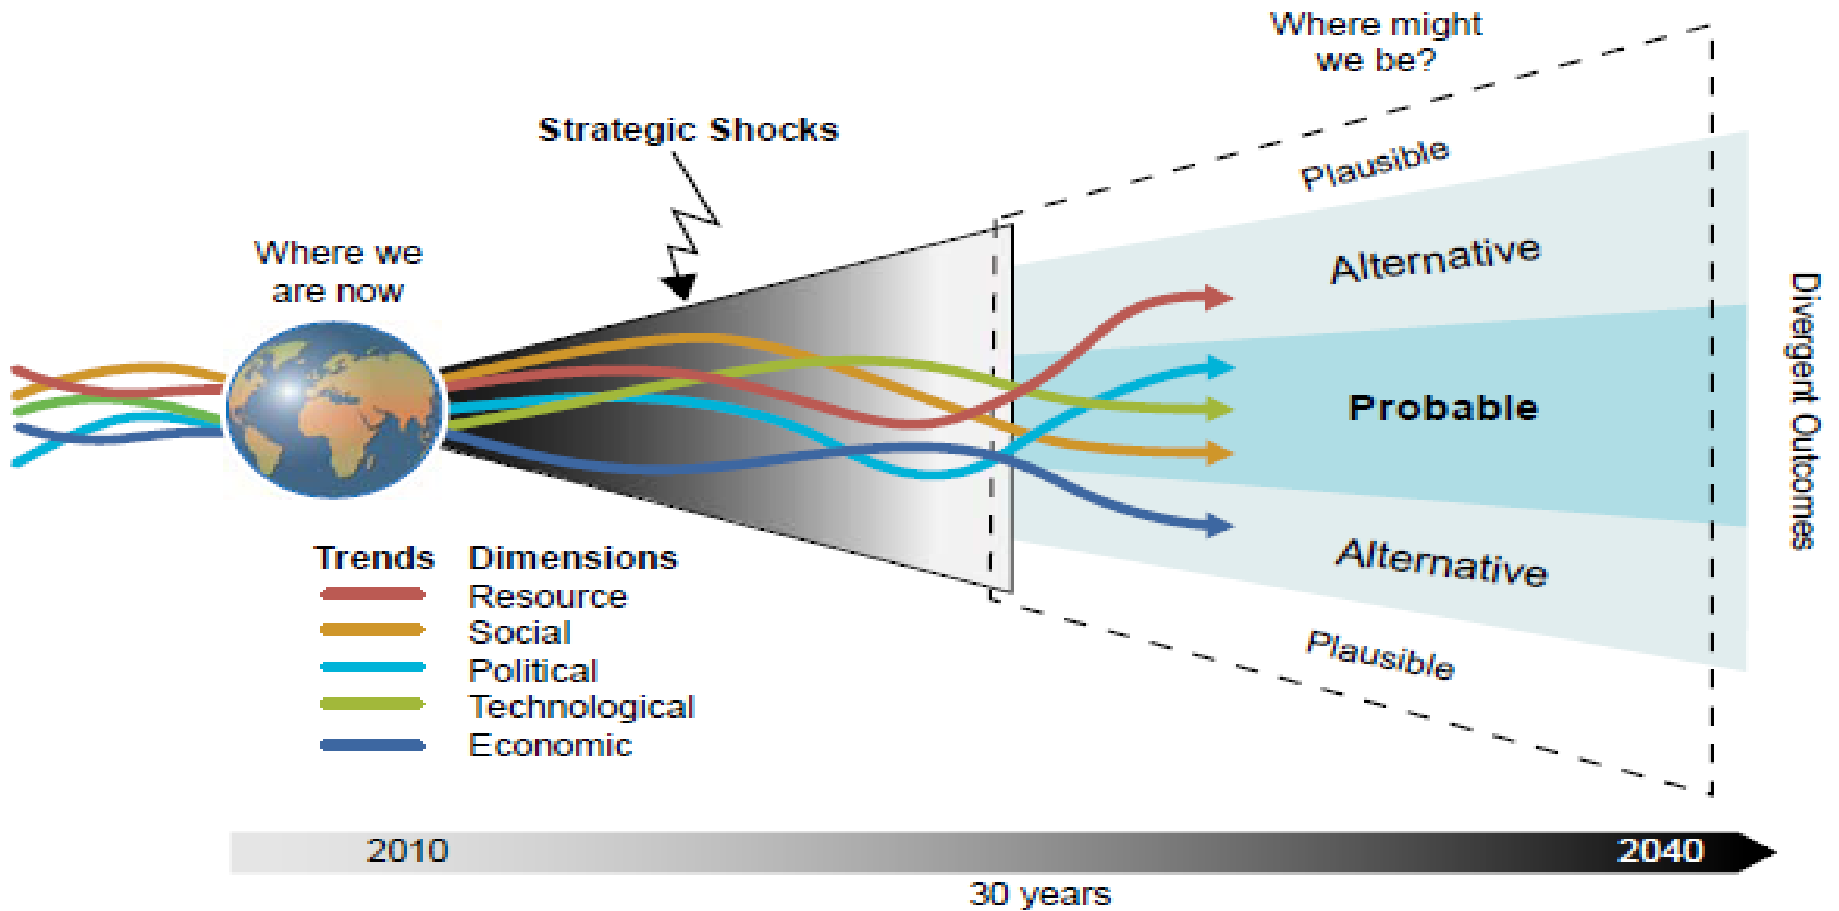 Where might
we be?
Strategic Shocks
Plausible
Where we
are now
Alternative
Probable
Divergent Outcomes
Alternative
Plausible
Trends Dimensions
Resource
Social
Political
Technological
Economic
2010
2040
30 years